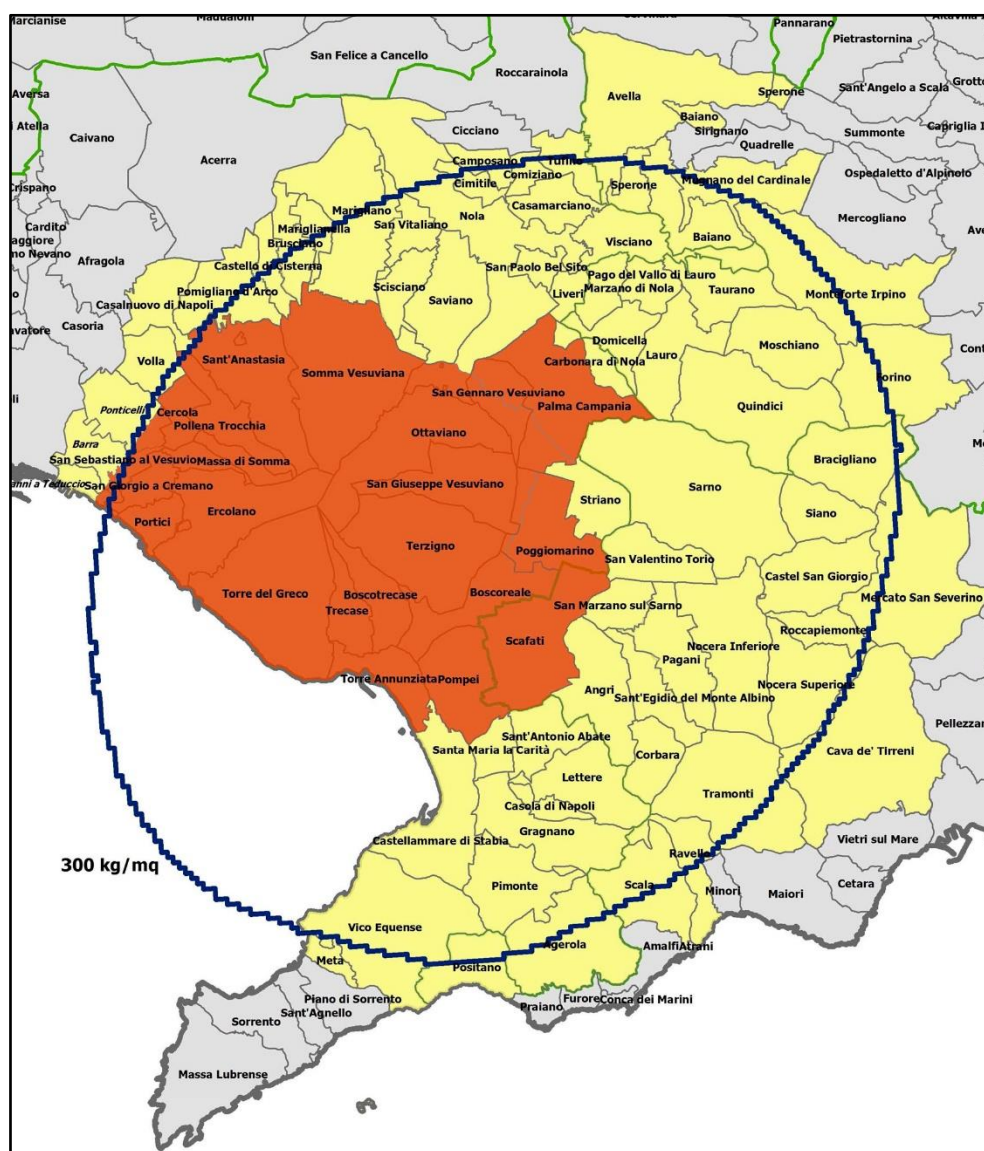 Marcianise
Maddaloni
San Felice a Cancello
Pannarano
Pietrastornina
Roccarainola
Aversa
Avella
Sperone
Sant'Angelo a Scala
di Atella
Caivano
Cicciano
Baiano
Sirignano
Summonte
Capriglia I
Acerra
Quadrelle
Crispano
Camposano
Tufino
Ospedaletto d'Alpinolo
Comiziano
Cimitile
Sperone
Mugnano del Cardinale
Cardito
Marigliano
Casamarciano
Mercogliano
Mariglianella
San Vitaliano
Nola
Afragola
Brusciano
Visciano
Baiano
Castello di Cisterna
San Paolo Bel Sito
Pago del Vallo di Lauro
Pomigliano d'Arco
Scisciano
Liveri
Marzano di Nola
Taurano
Monteforte Irpino
Casalnuovo di Napoli
Saviano
Casoria
Domicella
Moschiano
Volla
Sant'Anastasia
Carbonara di Nola
Lauro
Somma Vesuviana
Forino
San Gennaro Vesuviano
Ponticelli
Cercola
Palma Campania
Quindici
Pollena Trocchia
Ottaviano
Barra
Bracigliano
San Sebastiano al Vesuvio
Massa di Somma
San Giorgio a Cremano
San Giuseppe Vesuviano
Striano
Sarno
Portici
Ercolano
Siano
Terzigno
Poggiomarino
San Valentino Torio
Castel San Giorgio
Torre del Greco
Boscotrecase
Boscoreale
Mercato San Severino
Trecase
San Marzano sul Sarno
Roccapiemonte
Scafati
Nocera Inferiore
Pagani
Torre Annunziata
Pompei
Angri
Nocera Superiore
Sant'Egidio del Monte Albino
Pellezzan
Sant'Antonio Abate
Santa Maria la Carità
Corbara
Cava de' Tirreni
Lettere
Tramonti
Casola di Napoli
Gragnano
Castellammare di Stabia
Vietri sul Mare
Ravello
300 kg/mq
Pimonte
Scala
Minori
Maiori
Cetara
Vico Equense
Agerola
Amalfi
Atrani
Meta
Positano
Piano di Sorrento
Praiano
Furore
Conca dei Marini
Sant'Agnello
Sorrento
Massa Lubrense